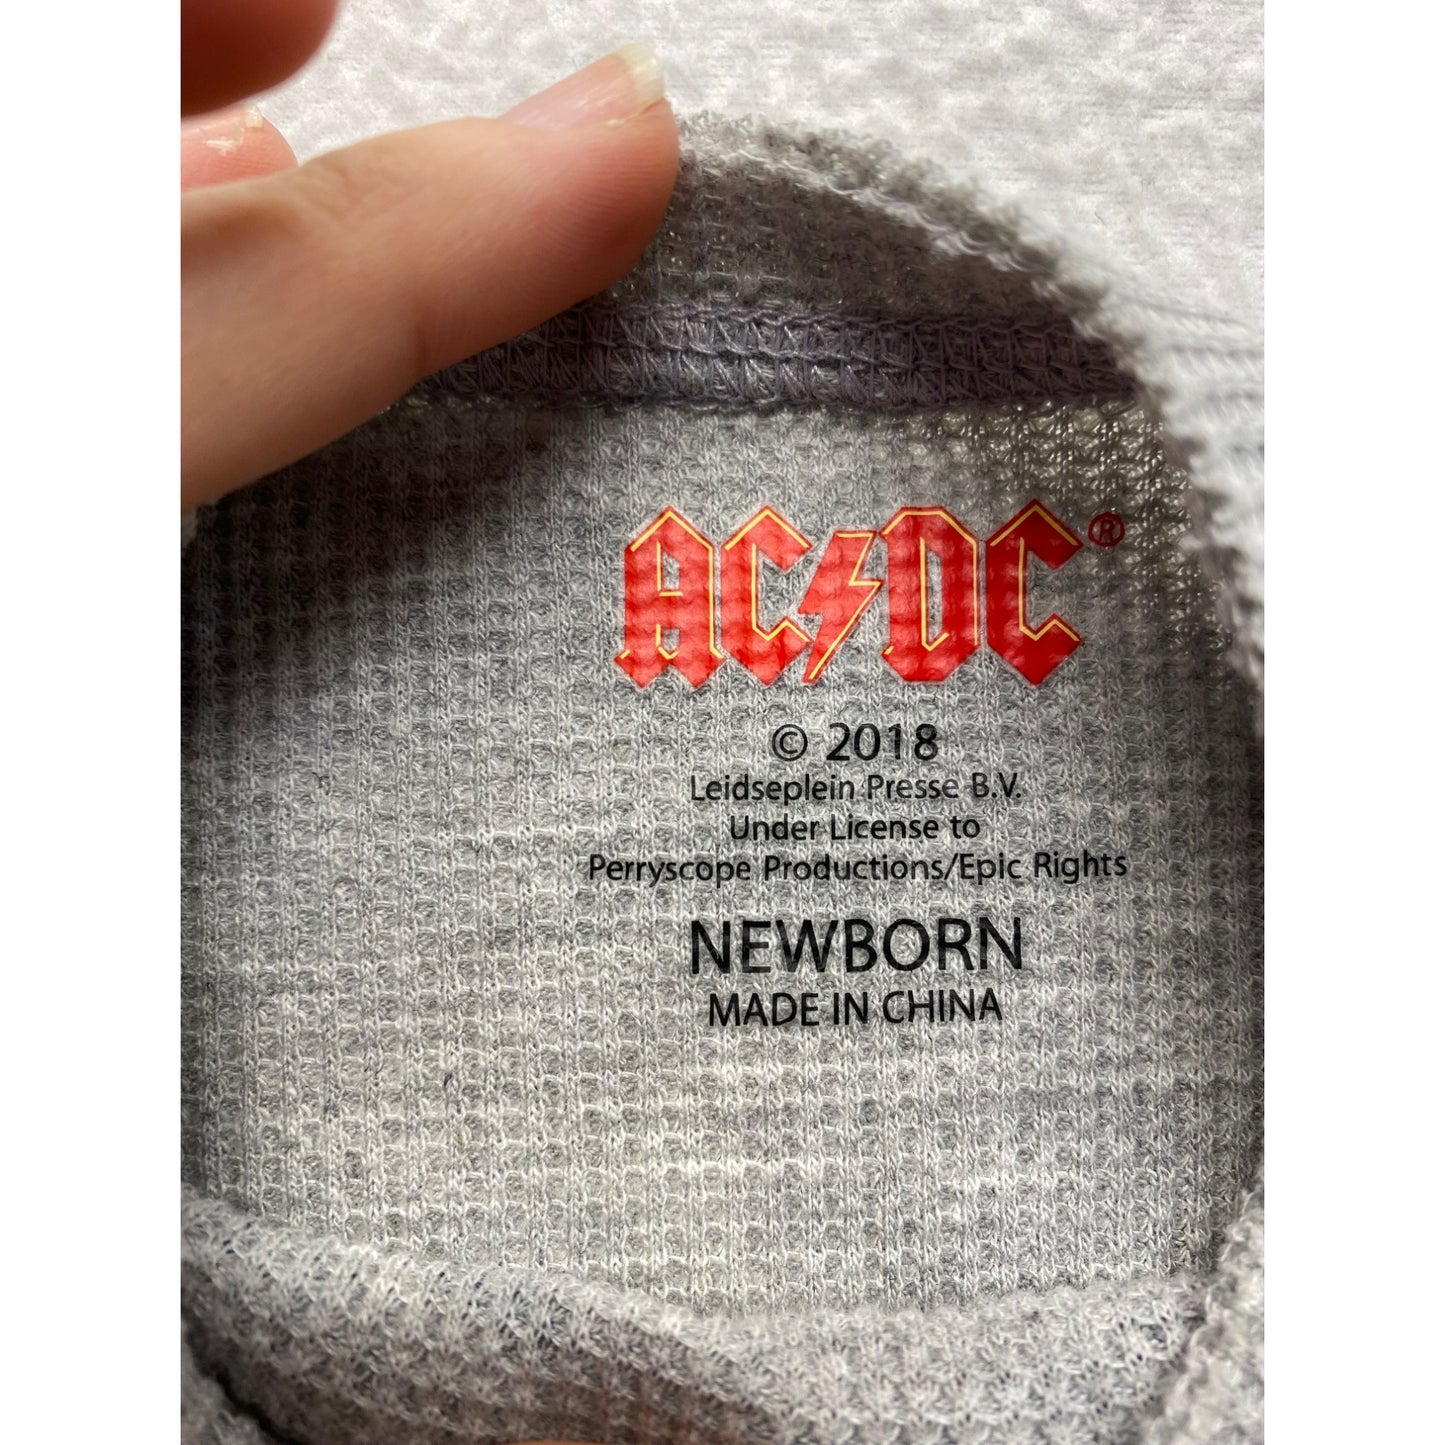 AC/DC®
© 2018
Leidseplein Presse B.V.
Under License to
Perryscope Productions/Epic Rights
NEWBORN
MADE IN CHINA